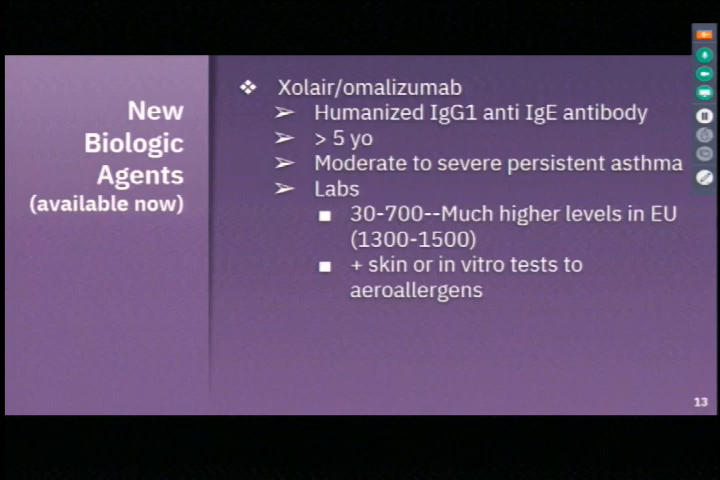 New
Biologic
Agents
(available now)
❖ Xolair/omalizumab
➢ Humanized IgG1 anti IgE antibody
➢ > 5 yo
➢ Moderate to severe persistent asthma
➢ Labs
■ 30-700--Much higher levels in EU
(1300-1500)
■ + skin or in vitro tests to
aeroallergens
13